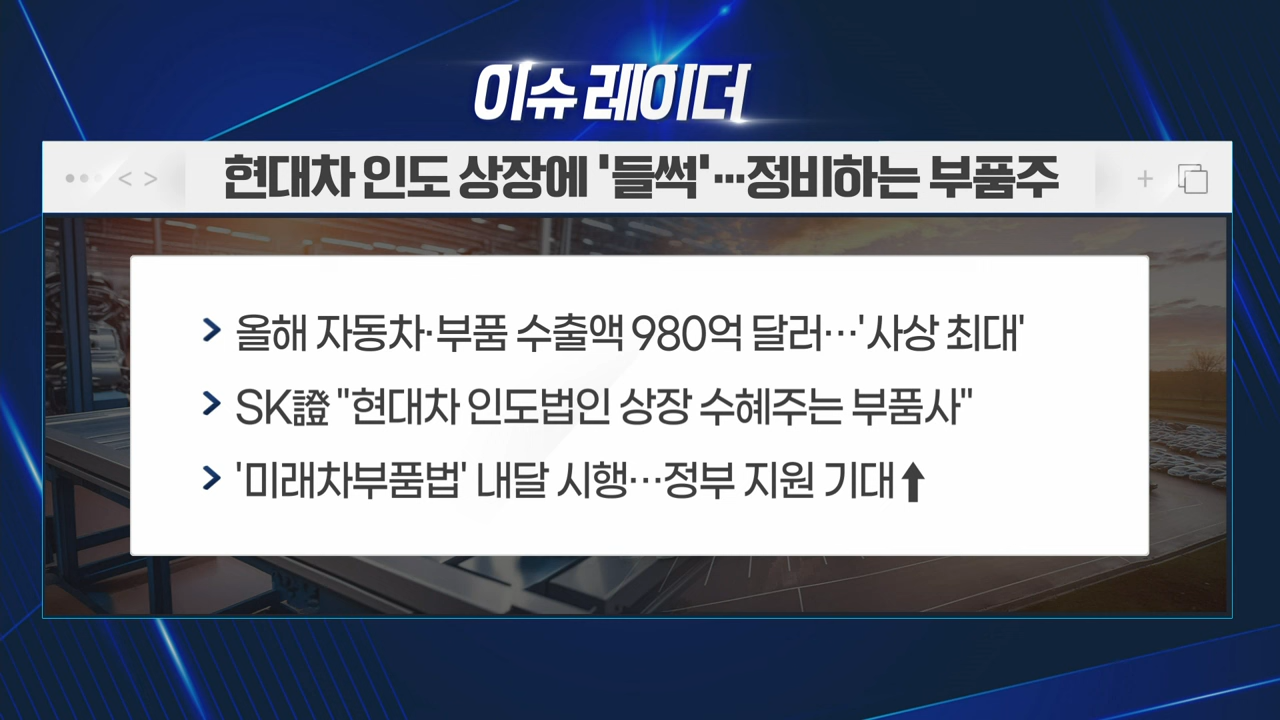 이슈 레이더
현대차 인도 상장에 '들썩'…정비하는 부품주
올해 자동차·부품 수출액 980억 달러…'사상 최대'
SK證 "현대차 인도법인 상장 수혜주는 부품사"
'미래차부품법' 내달 시행…정부 지원 기대⬆